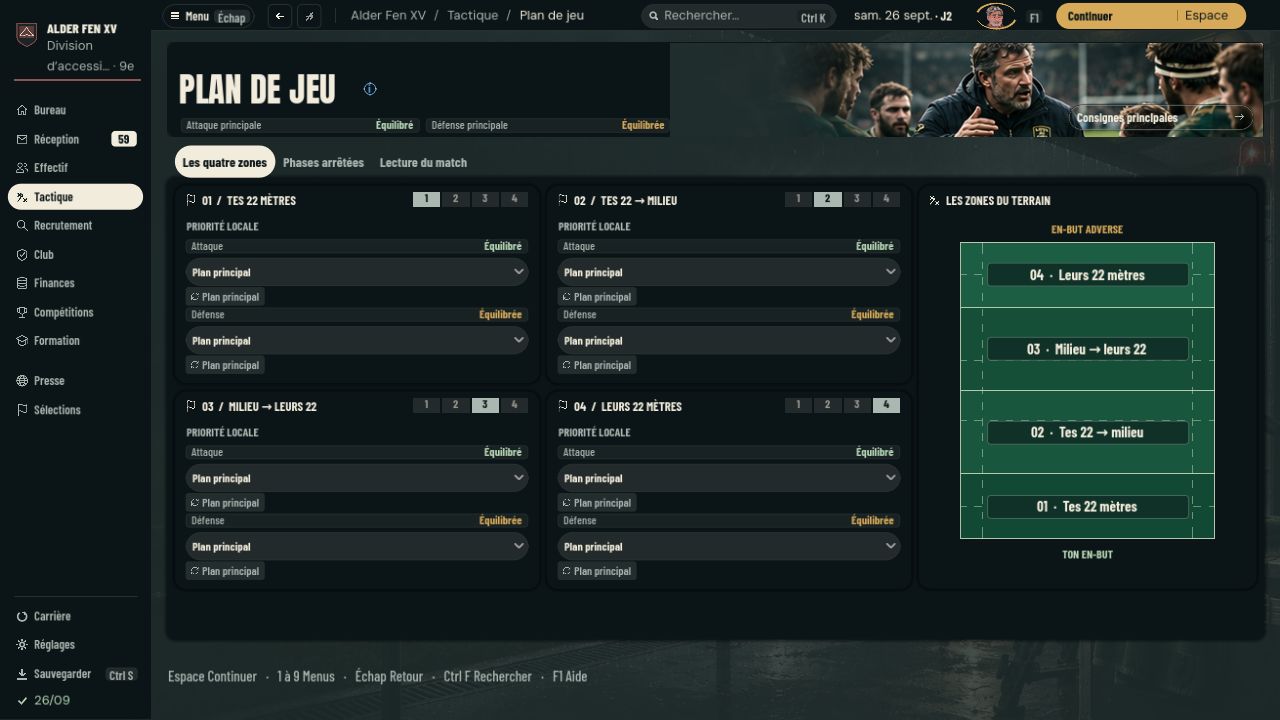 ALDER FEN XV
Division
d'accessi... · 9e
Menu Échap
Alder Fen XV / Tactique / Plan de jeu
Rechercher... Ctrl K
sam. 26 sept. · J2
F1
Continuer Espace
Bureau
Réception 59
Effectif
Tactique
Recrutement
Club
Finances
Compétitions
Formation
Presse
Sélections
Carrière
Réglages
Sauvegarder Ctrl S
26/09
PLAN DE JEU
Attaque principale Équilibré
Défense principale Équilibrée
Consignes principales →
Les quatre zones
Phases arrêtées
Lecture du match
01 / TES 22 MÈTRES 1 2 3 4
PRIORITÉ LOCALE
Attaque Équilibré
Plan principal
Plan principal
Défense Équilibrée
Plan principal
Plan principal
02 / TES 22 → MILIEU 1 2 3 4
PRIORITÉ LOCALE
Attaque Équilibré
Plan principal
Plan principal
Défense Équilibrée
Plan principal
Plan principal
03 / MILIEU → LEURS 22 1 2 3 4
PRIORITÉ LOCALE
Attaque Équilibré
Plan principal
Plan principal
Défense Équilibrée
Plan principal
Plan principal
04 / LEURS 22 MÈTRES 1 2 3 4
PRIORITÉ LOCALE
Attaque Équilibré
Plan principal
Plan principal
Défense Équilibrée
Plan principal
Plan principal
LES ZONES DU TERRAIN
EN-BUT ADVERSE
04 · Leurs 22 mètres
03 · Milieu → leurs 22
02 · Tes 22 → milieu
01 · Tes 22 mètres
TON EN-BUT
Espace Continuer · 1 à 9 Menus · Échap Retour · Ctrl F Rechercher · F1 Aide